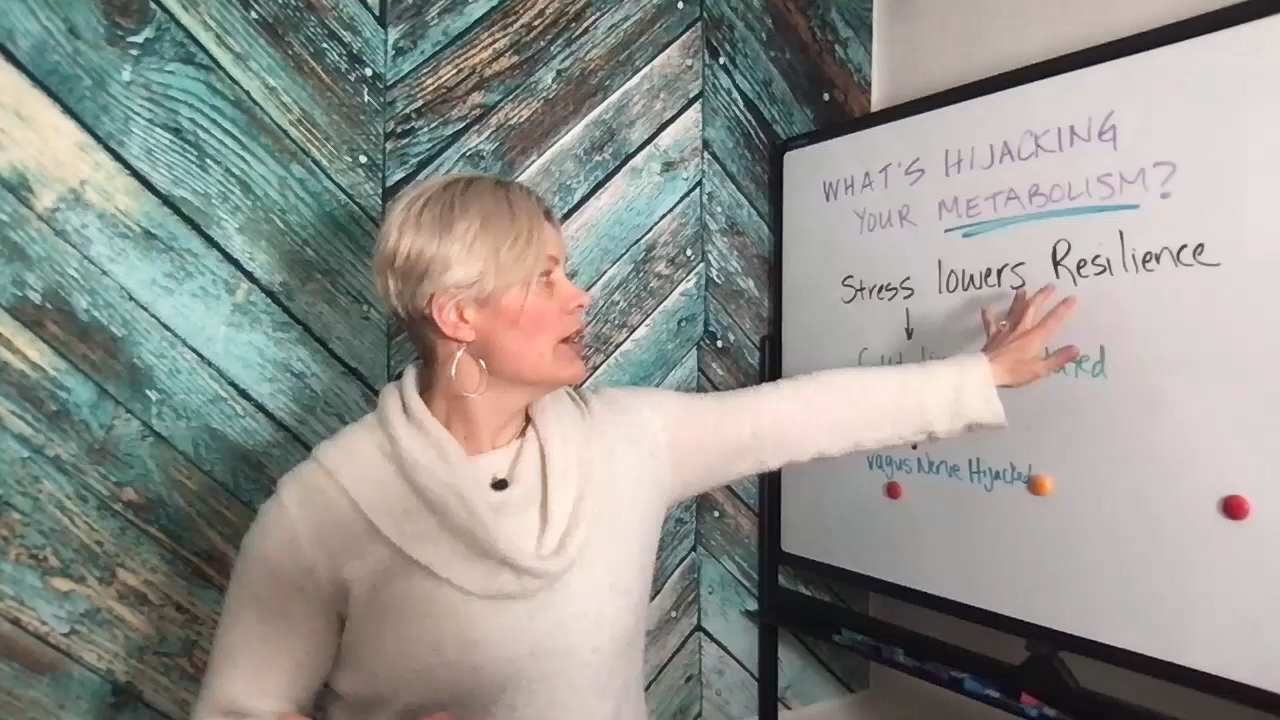 WHAT'S HIJACKING
YOUR METABOLISM?
Stress lowers Resilience
vagus Nerve Hijacked